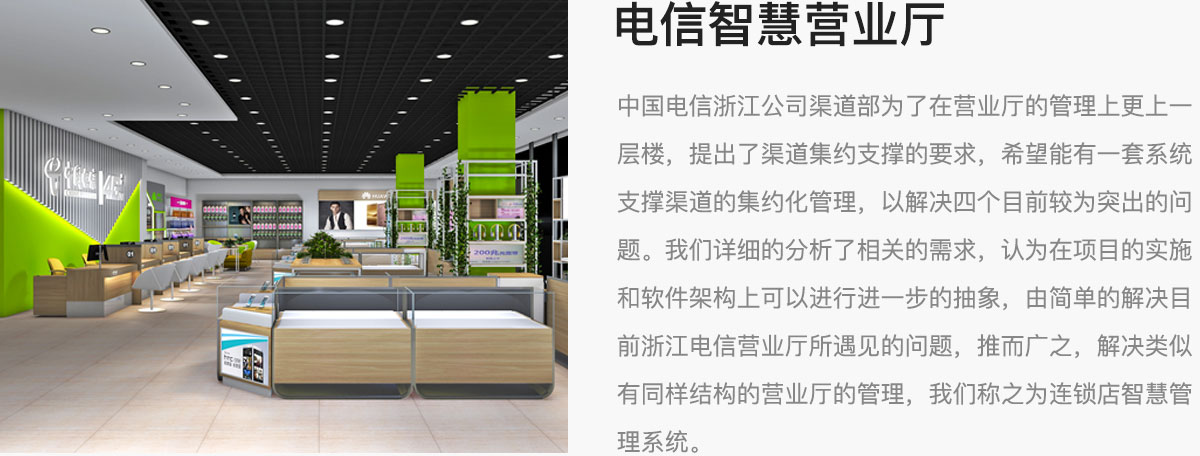 电信智慧营业厅
中国电信浙江公司渠道部为了在营业厅的管理上更上一
层楼，提出了渠道集约支撑的要求，希望能有一套系统
支撑渠道的集约化管理，以解决四个目前较为突出的问
题。我们详细的分析了相关的需求，认为在项目的实施
和软件架构上可以进行进一步的抽象，由简单的解决目
前浙江电信营业厅所遇见的问题，推而广之，解决类似
有同样结构的营业厅的管理，我们称之为连锁店智慧管
理系统。
中国电信
HUAWEI
01